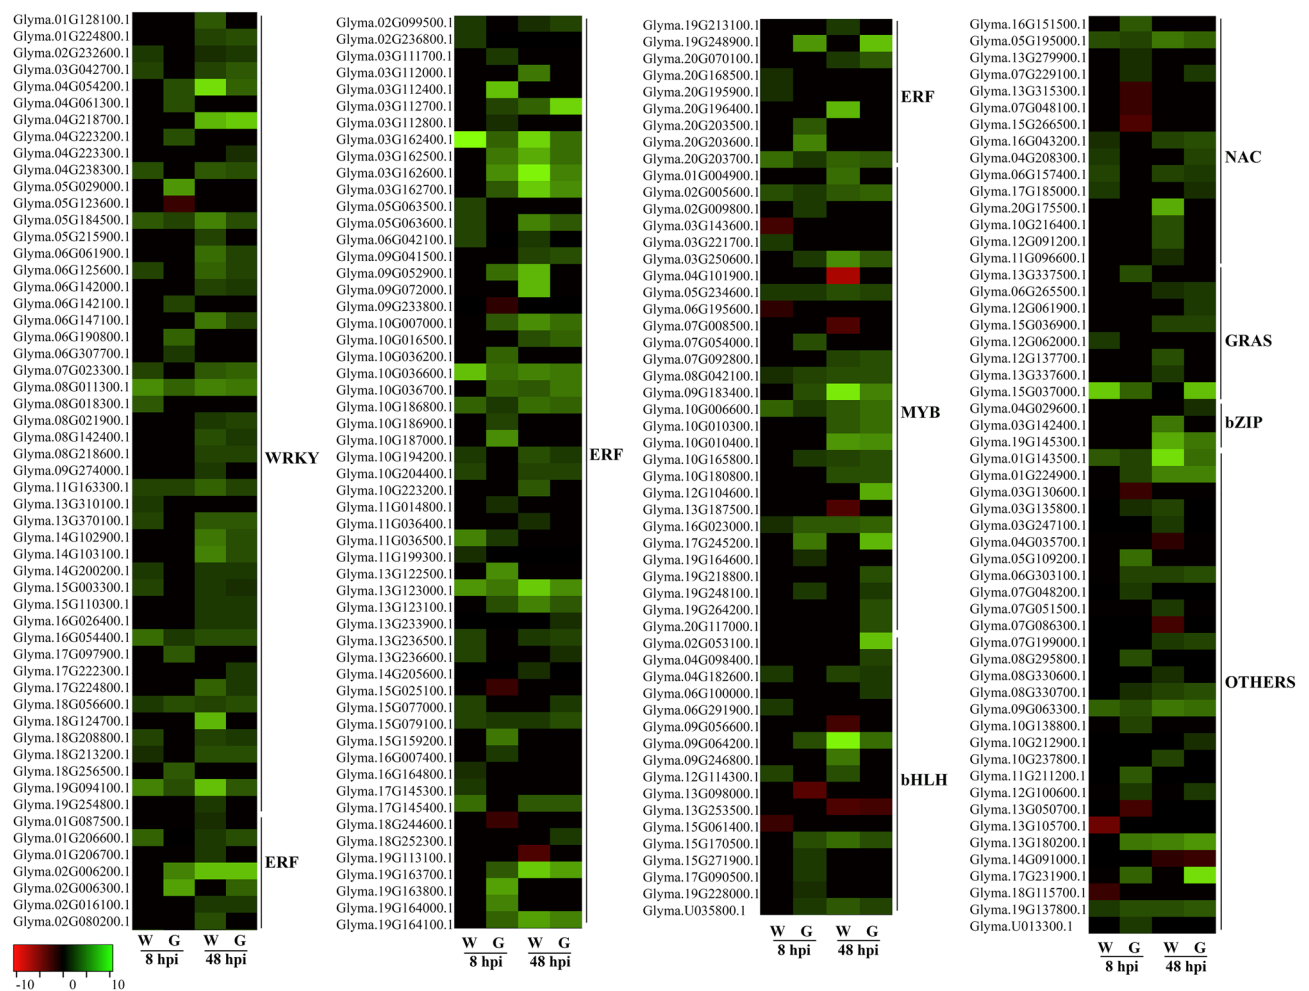 Glyma.01G128100.1
Glyma.01G224800.1
Glyma.02G232600.1
Glyma.03G042700.1
Glyma.04G054200.1
Glyma.04G061300.1
Glyma.04G218700.1
Glyma.04G223200.1
Glyma.04G223300.1
Glyma.04G238300.1
Glyma.05G029000.1
Glyma.05G123600.1
Glyma.05G184500.1
Glyma.05G215900.1
Glyma.06G061900.1
Glyma.06G125600.1
Glyma.06G142000.1
Glyma.06G142100.1
Glyma.06G147100.1
Glyma.06G190800.1
Glyma.06G307700.1
Glyma.07G023300.1
Glyma.08G011300.1
Glyma.08G018300.1
Glyma.08G021900.1
Glyma.08G142400.1
Glyma.08G218600.1
Glyma.09G274000.1
Glyma.11G163300.1
Glyma.13G310100.1
Glyma.13G370100.1
Glyma.14G102900.1
Glyma.14G103100.1
Glyma.14G200200.1
Glyma.15G003300.1
Glyma.15G110300.1
Glyma.16G026400.1
Glyma.16G054400.1
Glyma.17G097900.1
Glyma.17G222300.1
Glyma.17G224800.1
Glyma.18G056600.1
Glyma.18G124700.1
Glyma.18G208800.1
Glyma.18G213200.1
Glyma.18G256500.1
Glyma.19G094100.1
Glyma.19G254800.1
WRKY
Glyma.01G087500.1
Glyma.01G206600.1
Glyma.01G206700.1
Glyma.02G006200.1
Glyma.02G006300.1
Glyma.02G016100.1
Glyma.02G080200.1
ERF
W G W G
8 hpi 48 hpi
-10 0 10
Glyma.02G099500.1
Glyma.02G236800.1
Glyma.03G111700.1
Glyma.03G112000.1
Glyma.03G112400.1
Glyma.03G112700.1
Glyma.03G112800.1
Glyma.03G162400.1
Glyma.03G162500.1
Glyma.03G162600.1
Glyma.03G162700.1
Glyma.05G063500.1
Glyma.05G063600.1
Glyma.06G042100.1
Glyma.09G041500.1
Glyma.09G052900.1
Glyma.09G072000.1
Glyma.09G233800.1
Glyma.10G007000.1
Glyma.10G016500.1
Glyma.10G036200.1
Glyma.10G036600.1
Glyma.10G036700.1
Glyma.10G186800.1
Glyma.10G186900.1
Glyma.10G187000.1
Glyma.10G194200.1
Glyma.10G204400.1
Glyma.10G223200.1
Glyma.11G014800.1
Glyma.11G036400.1
Glyma.11G036500.1
Glyma.11G199300.1
Glyma.13G122500.1
Glyma.13G123000.1
Glyma.13G123100.1
Glyma.13G233900.1
Glyma.13G236500.1
Glyma.13G236600.1
Glyma.14G205600.1
Glyma.15G025100.1
Glyma.15G077000.1
Glyma.15G079100.1
Glyma.15G159200.1
Glyma.16G007400.1
Glyma.16G164800.1
Glyma.17G145300.1
Glyma.17G145400.1
Glyma.18G244600.1
Glyma.18G252300.1
Glyma.19G113100.1
Glyma.19G163700.1
Glyma.19G163800.1
Glyma.19G164000.1
Glyma.19G164100.1
ERF
W G W G
8 hpi 48 hpi
Glyma.19G213100.1
Glyma.19G248900.1
Glyma.20G070100.1
Glyma.20G168500.1
Glyma.20G195900.1
Glyma.20G196400.1
Glyma.20G203500.1
Glyma.20G203600.1
Glyma.20G203700.1
ERF
Glyma.01G004900.1
Glyma.02G005600.1
Glyma.02G009800.1
Glyma.03G143600.1
Glyma.03G221700.1
Glyma.03G250600.1
Glyma.04G101900.1
Glyma.05G234600.1
Glyma.06G195600.1
Glyma.07G008500.1
Glyma.07G054000.1
Glyma.07G092800.1
Glyma.08G042100.1
Glyma.09G183400.1
Glyma.10G006600.1
Glyma.10G010300.1
Glyma.10G010400.1
Glyma.10G165800.1
Glyma.10G180800.1
Glyma.12G104600.1
Glyma.13G187500.1
Glyma.16G023000.1
Glyma.17G245200.1
Glyma.19G164600.1
Glyma.19G218800.1
Glyma.19G248100.1
Glyma.19G264200.1
Glyma.20G117000.1
MYB
Glyma.02G053100.1
Glyma.04G098400.1
Glyma.04G182600.1
Glyma.06G100000.1
Glyma.06G291900.1
Glyma.09G056600.1
Glyma.09G064200.1
Glyma.09G246800.1
Glyma.12G114300.1
Glyma.13G098000.1
Glyma.13G253500.1
Glyma.15G061400.1
Glyma.15G170500.1
Glyma.15G271900.1
Glyma.17G090500.1
Glyma.19G228000.1
Glyma.U035800.1
bHLH
W G W G
8 hpi 48 hpi
Glyma.16G151500.1
Glyma.05G195000.1
Glyma.13G279900.1
Glyma.07G229100.1
Glyma.13G315300.1
Glyma.07G048100.1
Glyma.15G266500.1
Glyma.16G043200.1
Glyma.04G208300.1
Glyma.06G157400.1
Glyma.17G185000.1
Glyma.20G175500.1
Glyma.10G216400.1
Glyma.12G091200.1
Glyma.11G096600.1
NAC
Glyma.13G337500.1
Glyma.06G265500.1
Glyma.12G061900.1
Glyma.15G036900.1
Glyma.12G062000.1
Glyma.12G137700.1
Glyma.13G337600.1
Glyma.15G037000.1
GRAS
Glyma.04G029600.1
Glyma.03G142400.1
Glyma.19G145300.1
bZIP
Glyma.01G143500.1
Glyma.01G224900.1
Glyma.03G130600.1
Glyma.03G135800.1
Glyma.03G247100.1
Glyma.04G035700.1
Glyma.05G109200.1
Glyma.06G303100.1
Glyma.07G048200.1
Glyma.07G051500.1
Glyma.07G086300.1
Glyma.07G199000.1
Glyma.08G295800.1
Glyma.08G330600.1
Glyma.08G330700.1
Glyma.09G063300.1
Glyma.10G138800.1
Glyma.10G212900.1
Glyma.10G237800.1
Glyma.11G211200.1
Glyma.12G100600.1
Glyma.13G050700.1
Glyma.13G105700.1
Glyma.13G180200.1
Glyma.14G091000.1
Glyma.17G231900.1
Glyma.18G115700.1
Glyma.19G137800.1
Glyma.U013300.1
OTHERS
W G W G
8 hpi 48 hpi